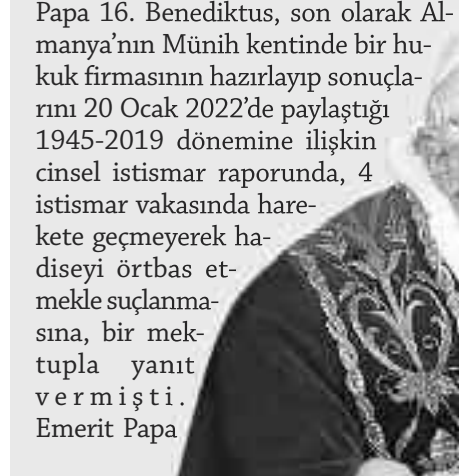 Papa 16. Benediktus, son olarak Al-
manya’nın Münih kentinde bir hu-
kuk firmasının hazırlayıp sonuçla-
rını 20 Ocak 2022’de paylaştığı
1945-2019 dönemine ilişkin
cinsel istismar raporunda, 4
istismar vakasında hare-
kete geçmeyerek ha-
diseyi örtbas et-
mekle suçlanma-
sına, bir mek-
tupla yanıt
vermişti.
Emerit Papa